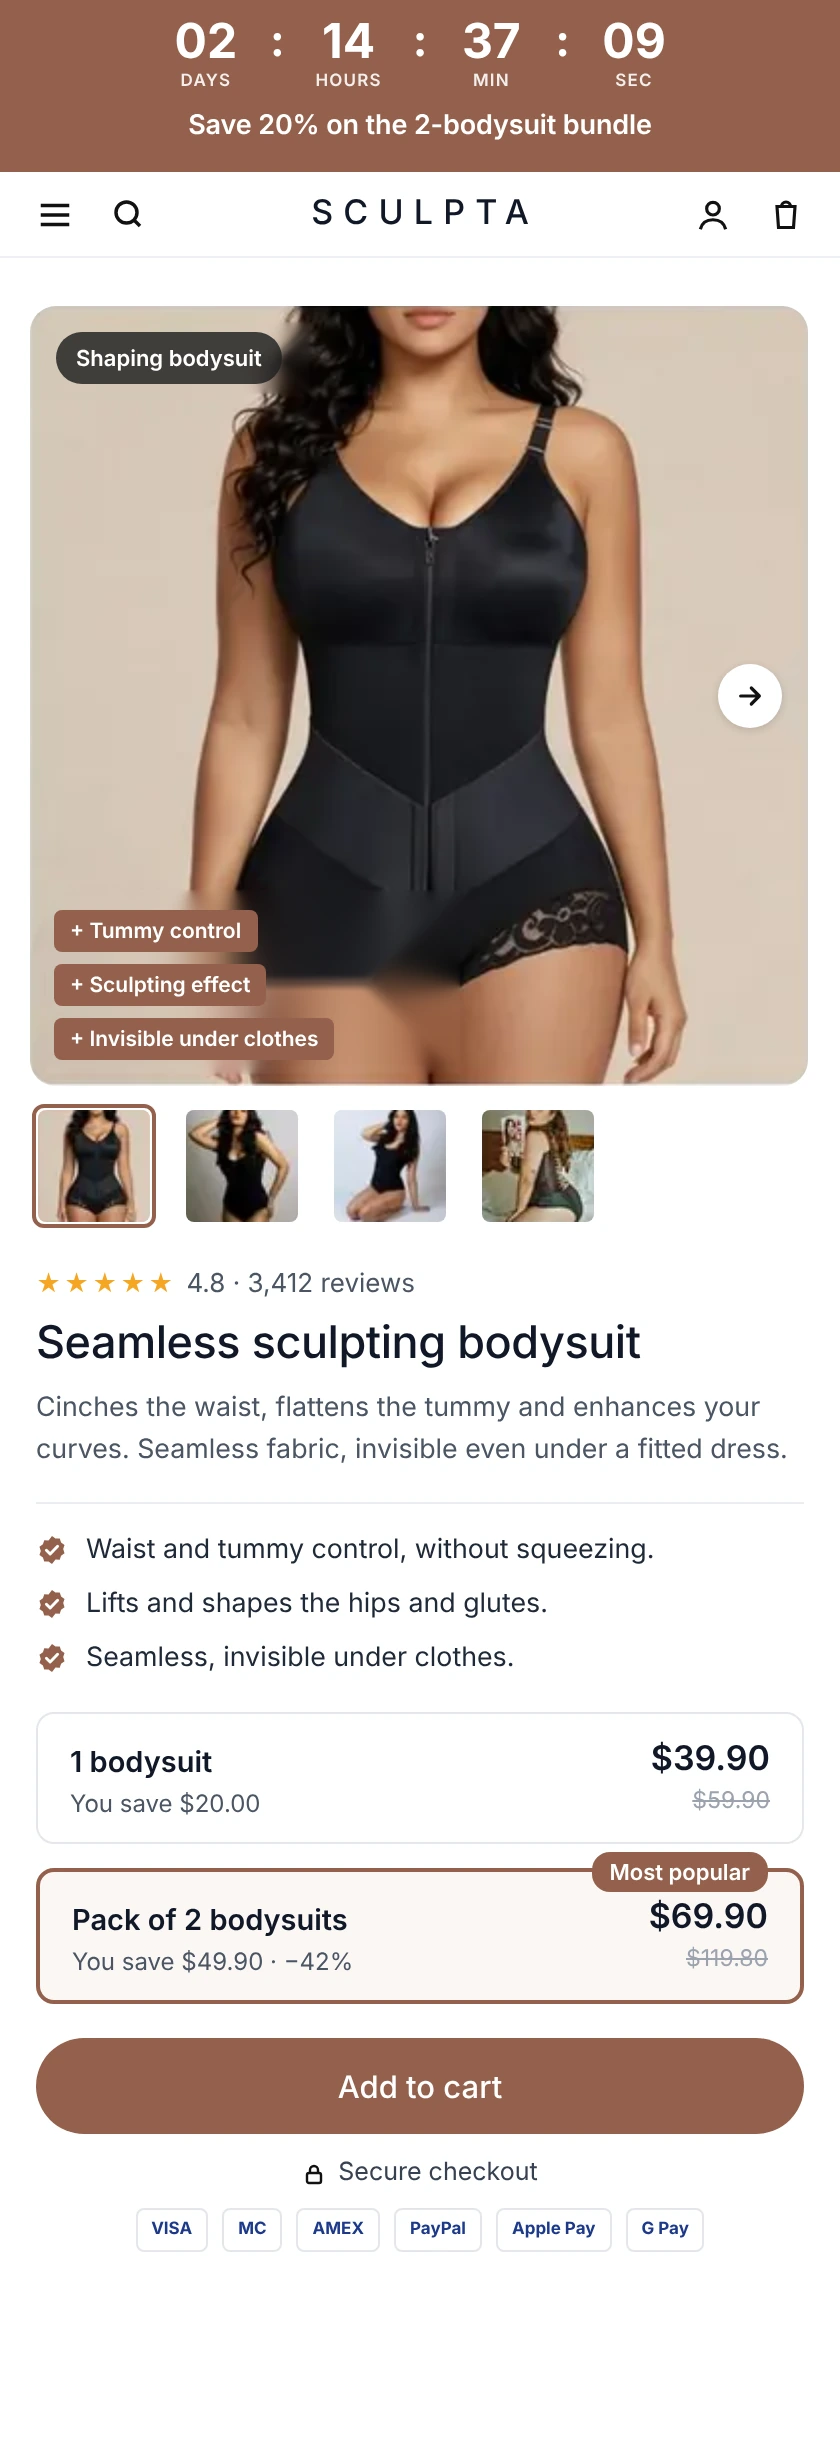 02 : 14 : 37 : 09
DAYS HOURS MIN SEC
Save 20% on the 2-bodysuit bundle
SCULPTA
Shaping bodysuit
+ Tummy control
+ Sculpting effect
+ Invisible under clothes
★★★★★ 4.8 · 3,412 reviews
Seamless sculpting bodysuit
Cinches the waist, flattens the tummy and enhances your
curves. Seamless fabric, invisible even under a fitted dress.
Waist and tummy control, without squeezing.
Lifts and shapes the hips and glutes.
Seamless, invisible under clothes.
1 bodysuit $39.90
You save $20.00 $59.90
Most popular
Pack of 2 bodysuits $69.90
You save $49.90 · −42% $119.80
Add to cart
Secure checkout
VISA MC AMEX PayPal Apple Pay G Pay